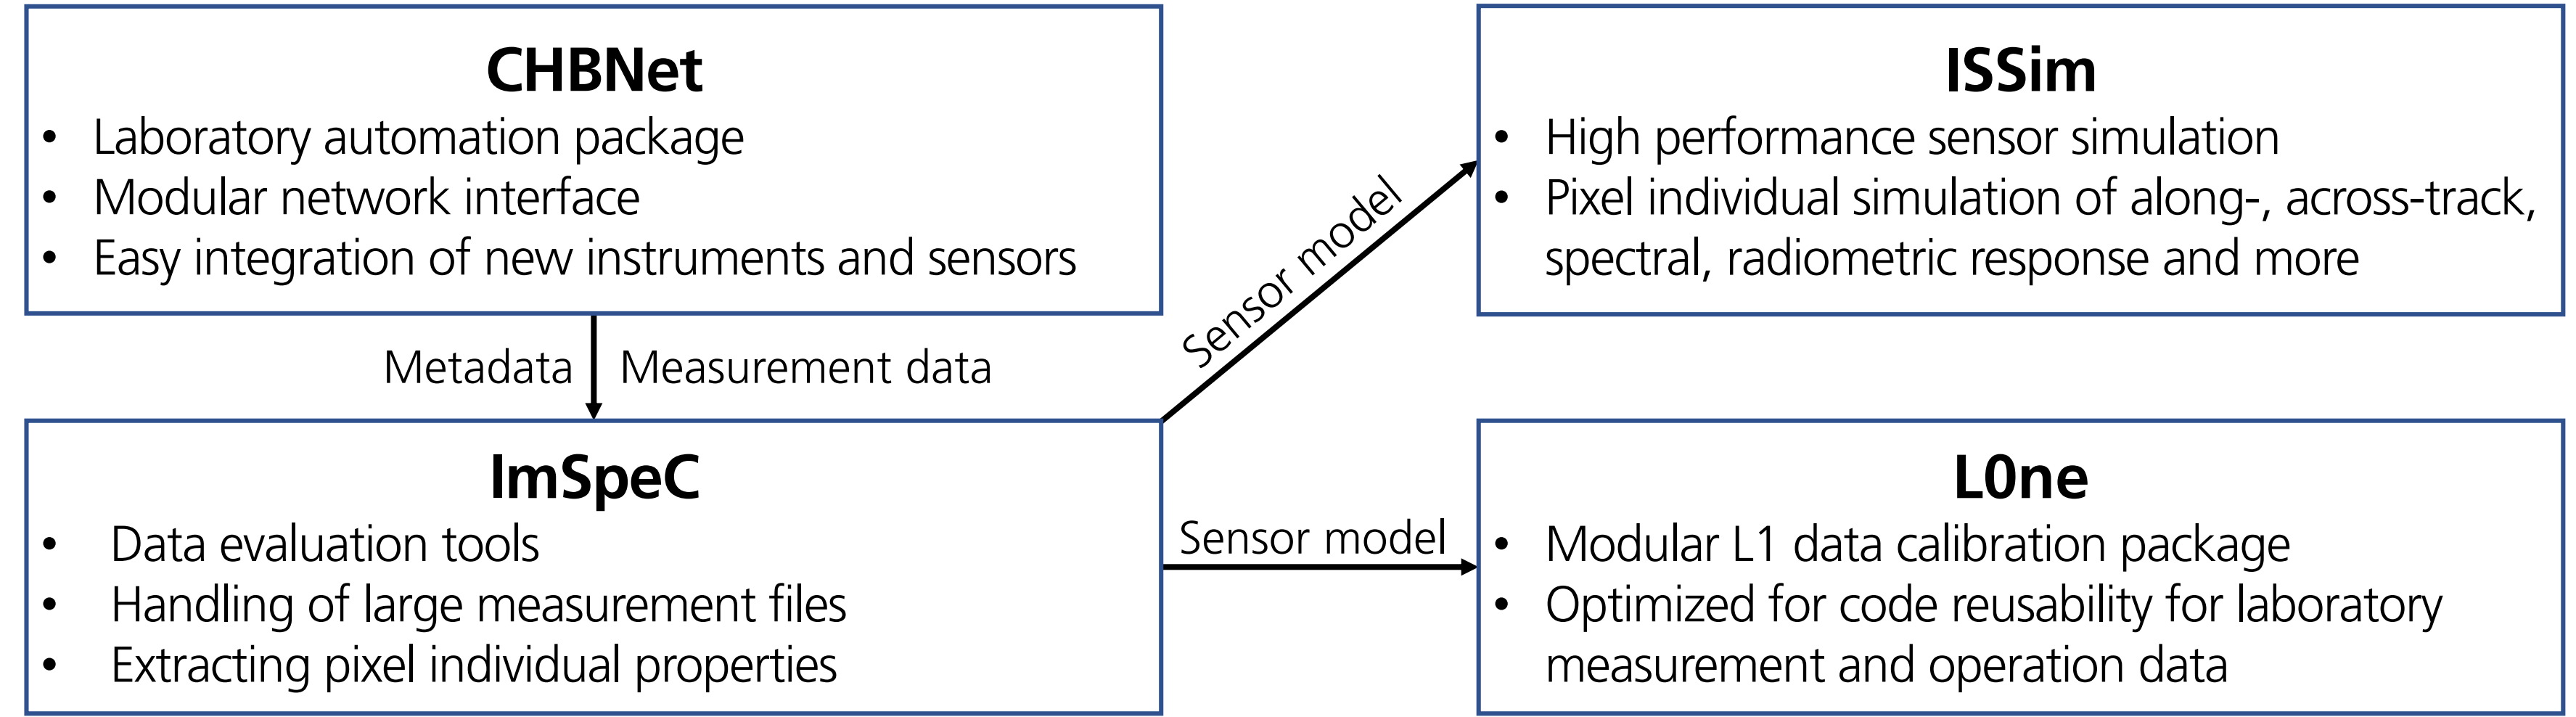 CHBNet
• Laboratory automation package
• Modular network interface
• Easy integration of new instruments and sensors
Metadata
Measurement data
ImSpeC
• Data evaluation tools
• Handling of large measurement files
• Extracting pixel individual properties
Sensor model
Sensor model
ISSim
• High performance sensor simulation
• Pixel individual simulation of along-, across-track,
spectral, radiometric response and more
L0ne
• Modular L1 data calibration package
• Optimized for code reusability for laboratory
measurement and operation data